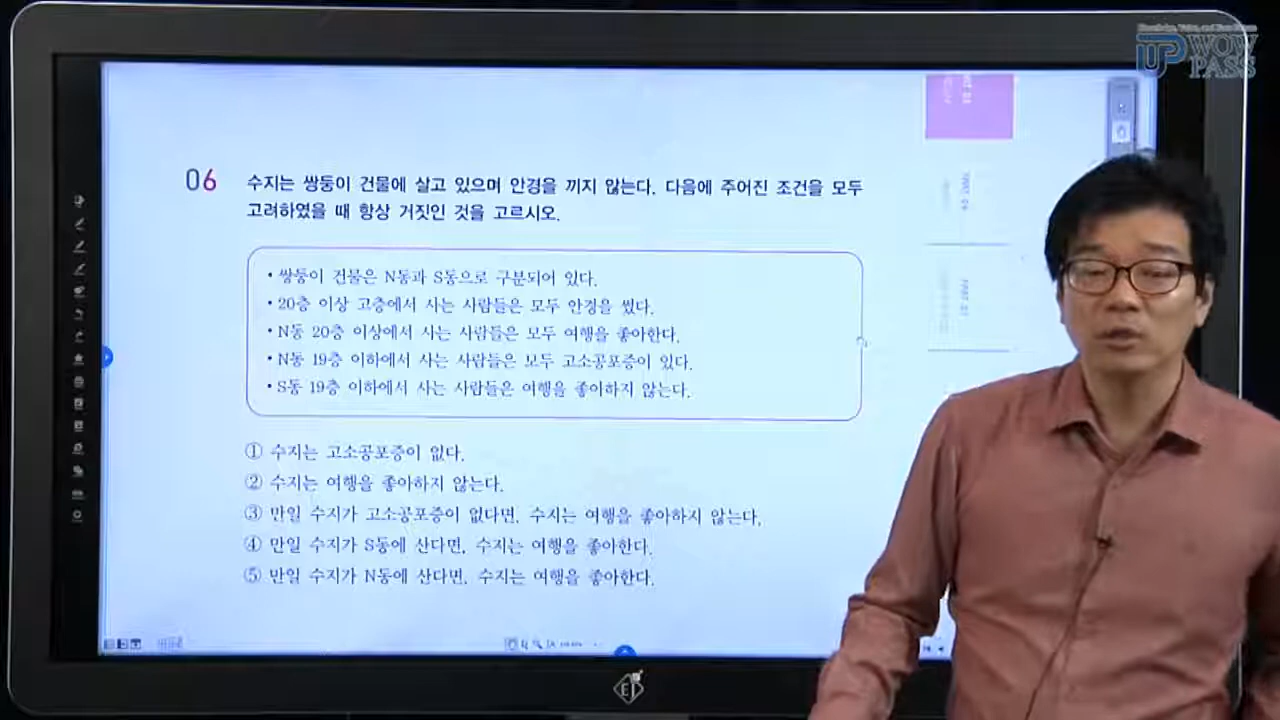 UP WOW
PASS
06 수지는 쌍둥이 건물에 살고 있으며 안경을 끼지 않는다. 다음에 주어진 조건을 모두
고려하였을 때 항상 거짓인 것을 고르시오.
• 쌍둥이 건물은 N동과 S동으로 구분되어 있다.
• 20층 이상 고층에서 사는 사람들은 모두 안경을 썼다.
• N동 20층 이상에서 사는 사람들은 모두 여행을 좋아한다.
• N동 19층 이하에서 사는 사람들은 모두 고소공포증이 있다.
• S동 19층 이하에서 사는 사람들은 여행을 좋아하지 않는다.
① 수지는 고소공포증이 없다.
② 수지는 여행을 좋아하지 않는다.
③ 만일 수지가 고소공포증이 없다면, 수지는 여행을 좋아하지 않는다.
④ 만일 수지가 S동에 산다면, 수지는 여행을 좋아한다.
⑤ 만일 수지가 N동에 산다면, 수지는 여행을 좋아한다.